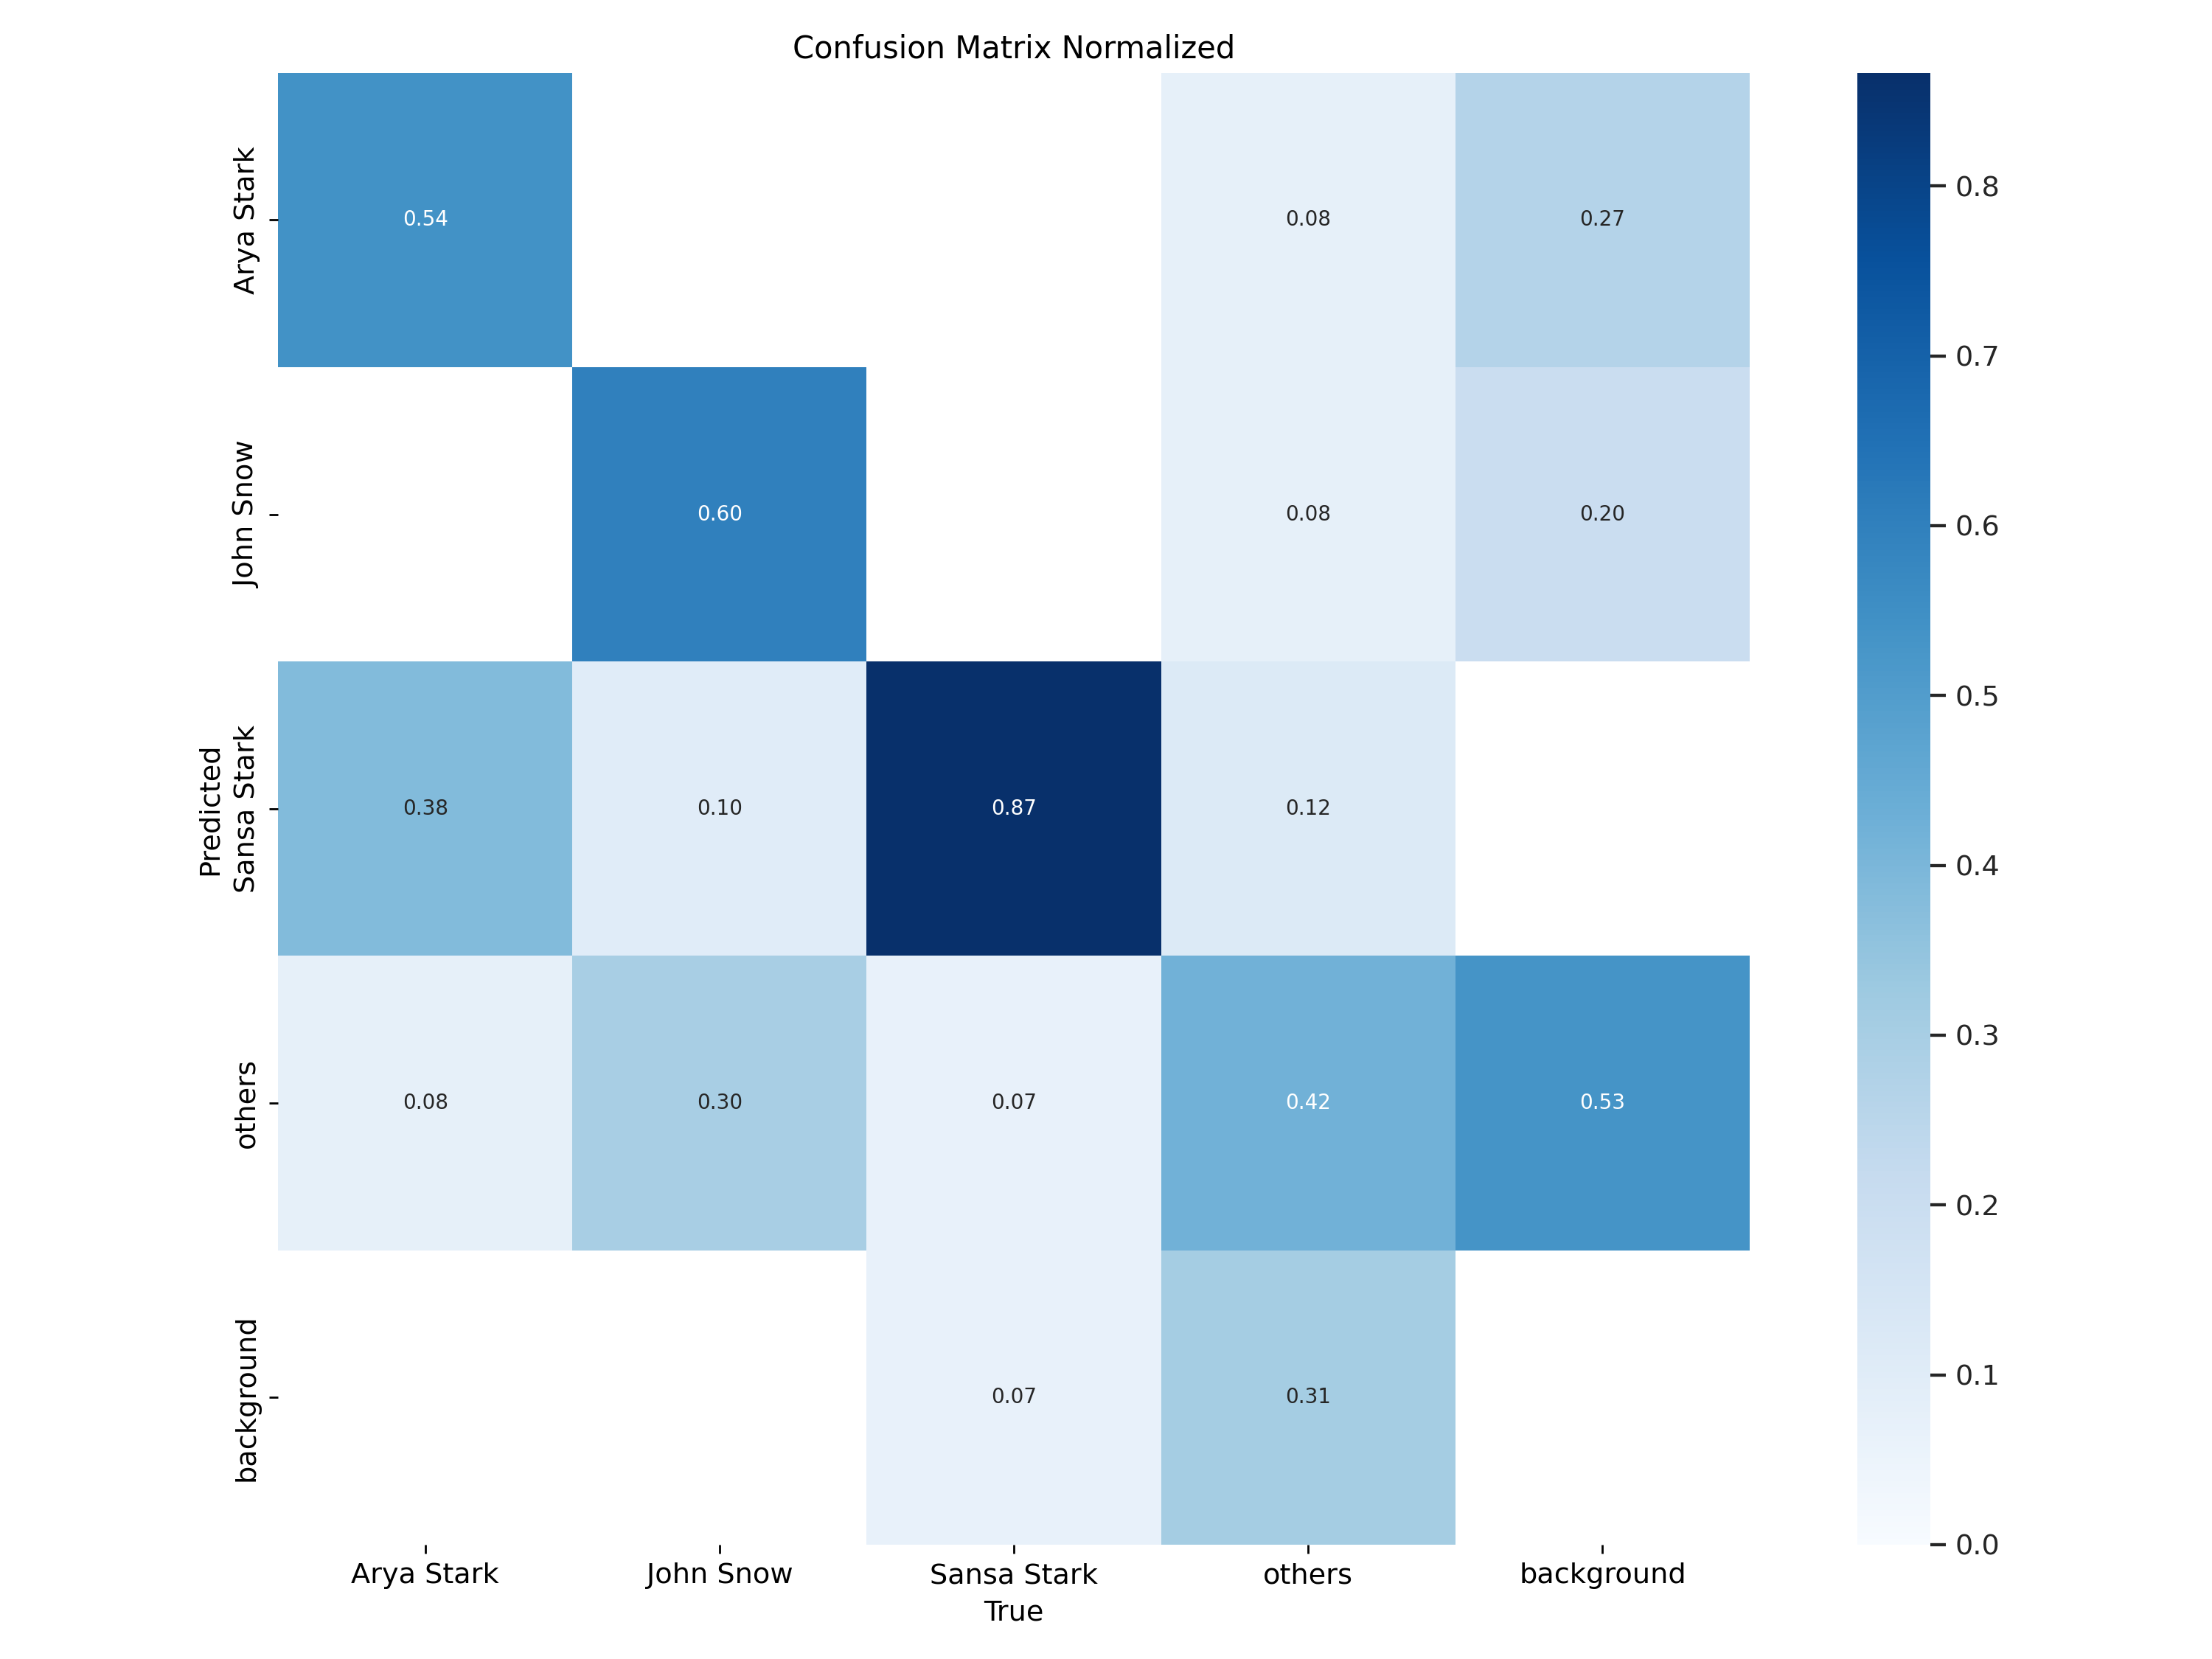 Confusion Matrix Normalized
Arya Stark
0.54
0.08
0.27
John Snow
0.60
0.08
0.20
Predicted
Sansa Stark
0.38
0.10
0.87
0.12
others
0.08
0.30
0.07
0.42
0.53
background
0.07
0.31
Arya Stark
John Snow
Sansa Stark
others
background
True
0.8
0.7
0.6
0.5
0.4
0.3
0.2
0.1
0.0